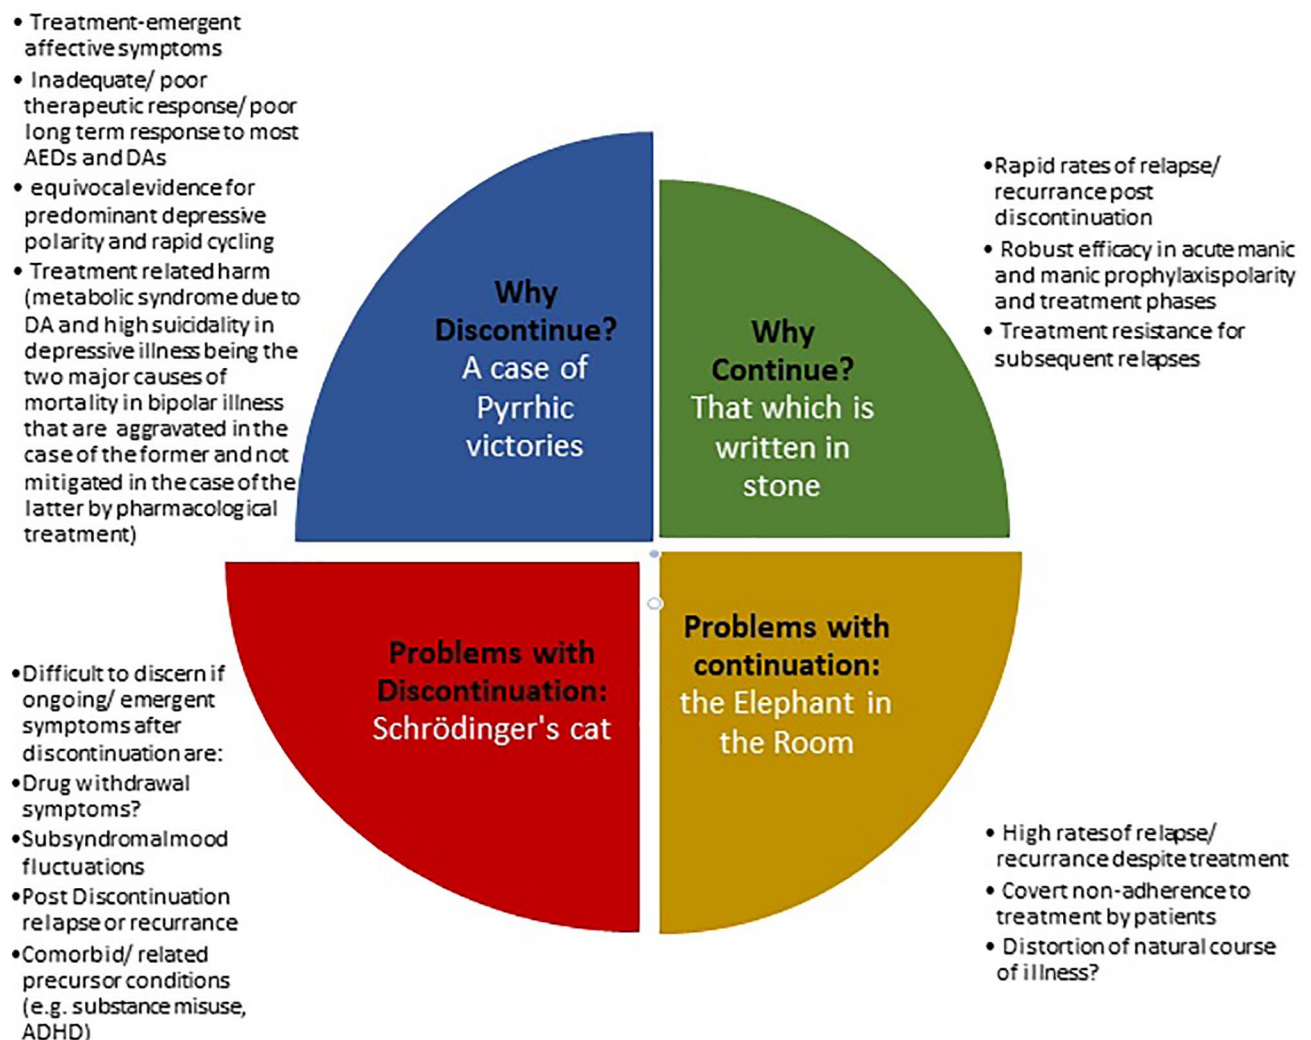 • Treatment-emergent
affective symptoms
• Inadequate/ poor
therapeutic response/ poor
long term response to most
AEDs and DAs
• equivocal evidence for
predominant depressive
polarity and rapid cycling
• Treatment related harm
(metabolic syndrome due to
DA and high suicidality in
depressive illness being the
two major causes of
mortality in bipolar illness
that are aggravated in the
case of the former and not
mitigated in the case of the
latter by pharmacological
treatment)
Why
Discontinue?
A case of
Pyrrhic
victories
Why
Continue?
That which is
written in
stone
•Rapid rates of relapse/
recurrance post
discontinuation
• Robust efficacy in acute manic
and manic prophylaxis polarity
and treatment phases
• Treatment resistance for
subsequent relapses
•Difficult to discern if
ongoing/ emergent
symptoms after
discontinuation are:
•Drug withdrawal
symptoms?
•Subsyndromal mood
fluctuations
•Post Discontinuation
relapse or recurrance
•Comorbid/ related
precursor conditions
(e.g. substance misuse,
ADHD)
Problems with
Discontinuation:
Schrödinger's cat
Problems with
continuation:
the Elephant in
the Room
• High rates of relapse/
recurrance despite treatment
• Covert non-adherence to
treatment by patients
• Distortion of natural course
of illness?